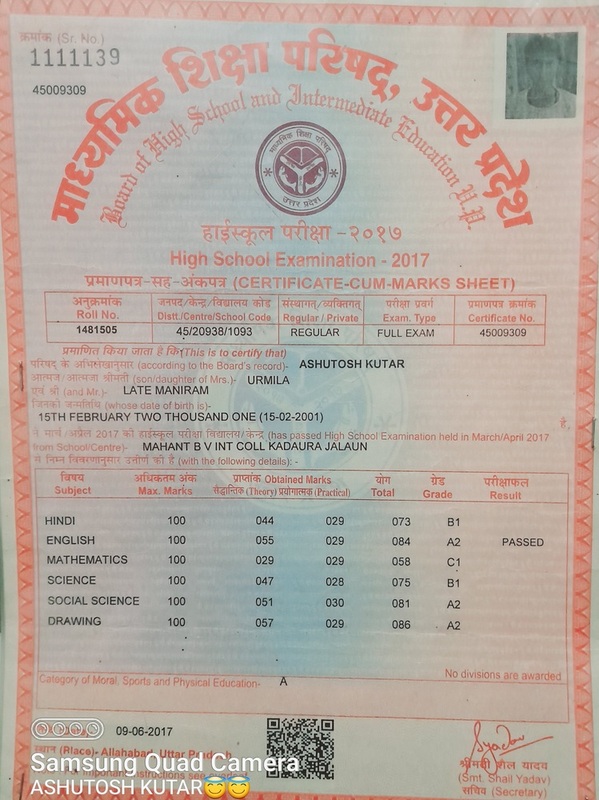 क्रमांक (Sr. No.)
1111139
45009309
माध्यमिक शिक्षा परिषद्, उत्तर प्रदेश
Board of High School and Intermediate Education U.P.
माध्यमिक शिक्षा परिषद्
उत्तर प्रदेश
हाईस्कूल परीक्षा -२०१७
High School Examination - 2017
प्रमाणपत्र-सह-अंकपत्र (CERTIFICATE-CUM-MARKS SHEET)
अनुक्रमांक जनपद/केन्द्र/विद्यालय कोड संस्थागत/व्यक्तिगत परीक्षा प्रवर्ग प्रमाणपत्र क्रमांक
Roll No. Distt./Centre/School Code Regular / Private Exam. Type Certificate No.
1481505 45/20938/1093 REGULAR FULL EXAM 45009309
प्रमाणित किया जाता है कि (This is to certify that)
परिषद् के अभिलेखानुसार (according to the Board's record)- ASHUTOSH KUTAR
आत्मज/आत्मजा श्रीमती (son/daughter of Mrs.)- URMILA
एवं श्री (and Mr.)- LATE MANIRAM
जिनकी जन्मतिथि (whose date of birth is)-
15TH FEBRUARY TWO THOUSAND ONE (15-02-2001) है,
ने मार्च/अप्रैल 2017 की हाईस्कूल परीक्षा विद्यालय/केन्द्र (has passed High School Examination held in March/April 2017
from School/Centre)- MAHANT B V INT COLL KADAURA JALAUN
से निम्न विवरणानुसार उत्तीर्ण की है (with the following details): -
विषय अधिकतम अंक प्राप्तांक Obtained Marks योग ग्रेड परीक्षाफल
Subject Max. Marks सैद्धान्तिक (Theory) प्रयोगात्मक (Practical) Total Grade Result
HINDI 100 044 029 073 B1
ENGLISH 100 055 029 084 A2 PASSED
MATHEMATICS 100 029 029 058 C1
SCIENCE 100 047 028 075 B1
SOCIAL SCIENCE 100 051 030 081 A2
DRAWING 100 057 029 086 A2
No divisions are awarded
Category of Moral, Sports and Physical Education- A
09-06-2017
स्थान (Place)- Allahabad, Uttar Pradesh
For important instructions see
Samsung Quad Camera
ASHUTOSH KUTAR😇😇
श्रीमती शैल यादव
(Smt. Shail Yadav)
सचिव (Secretary)